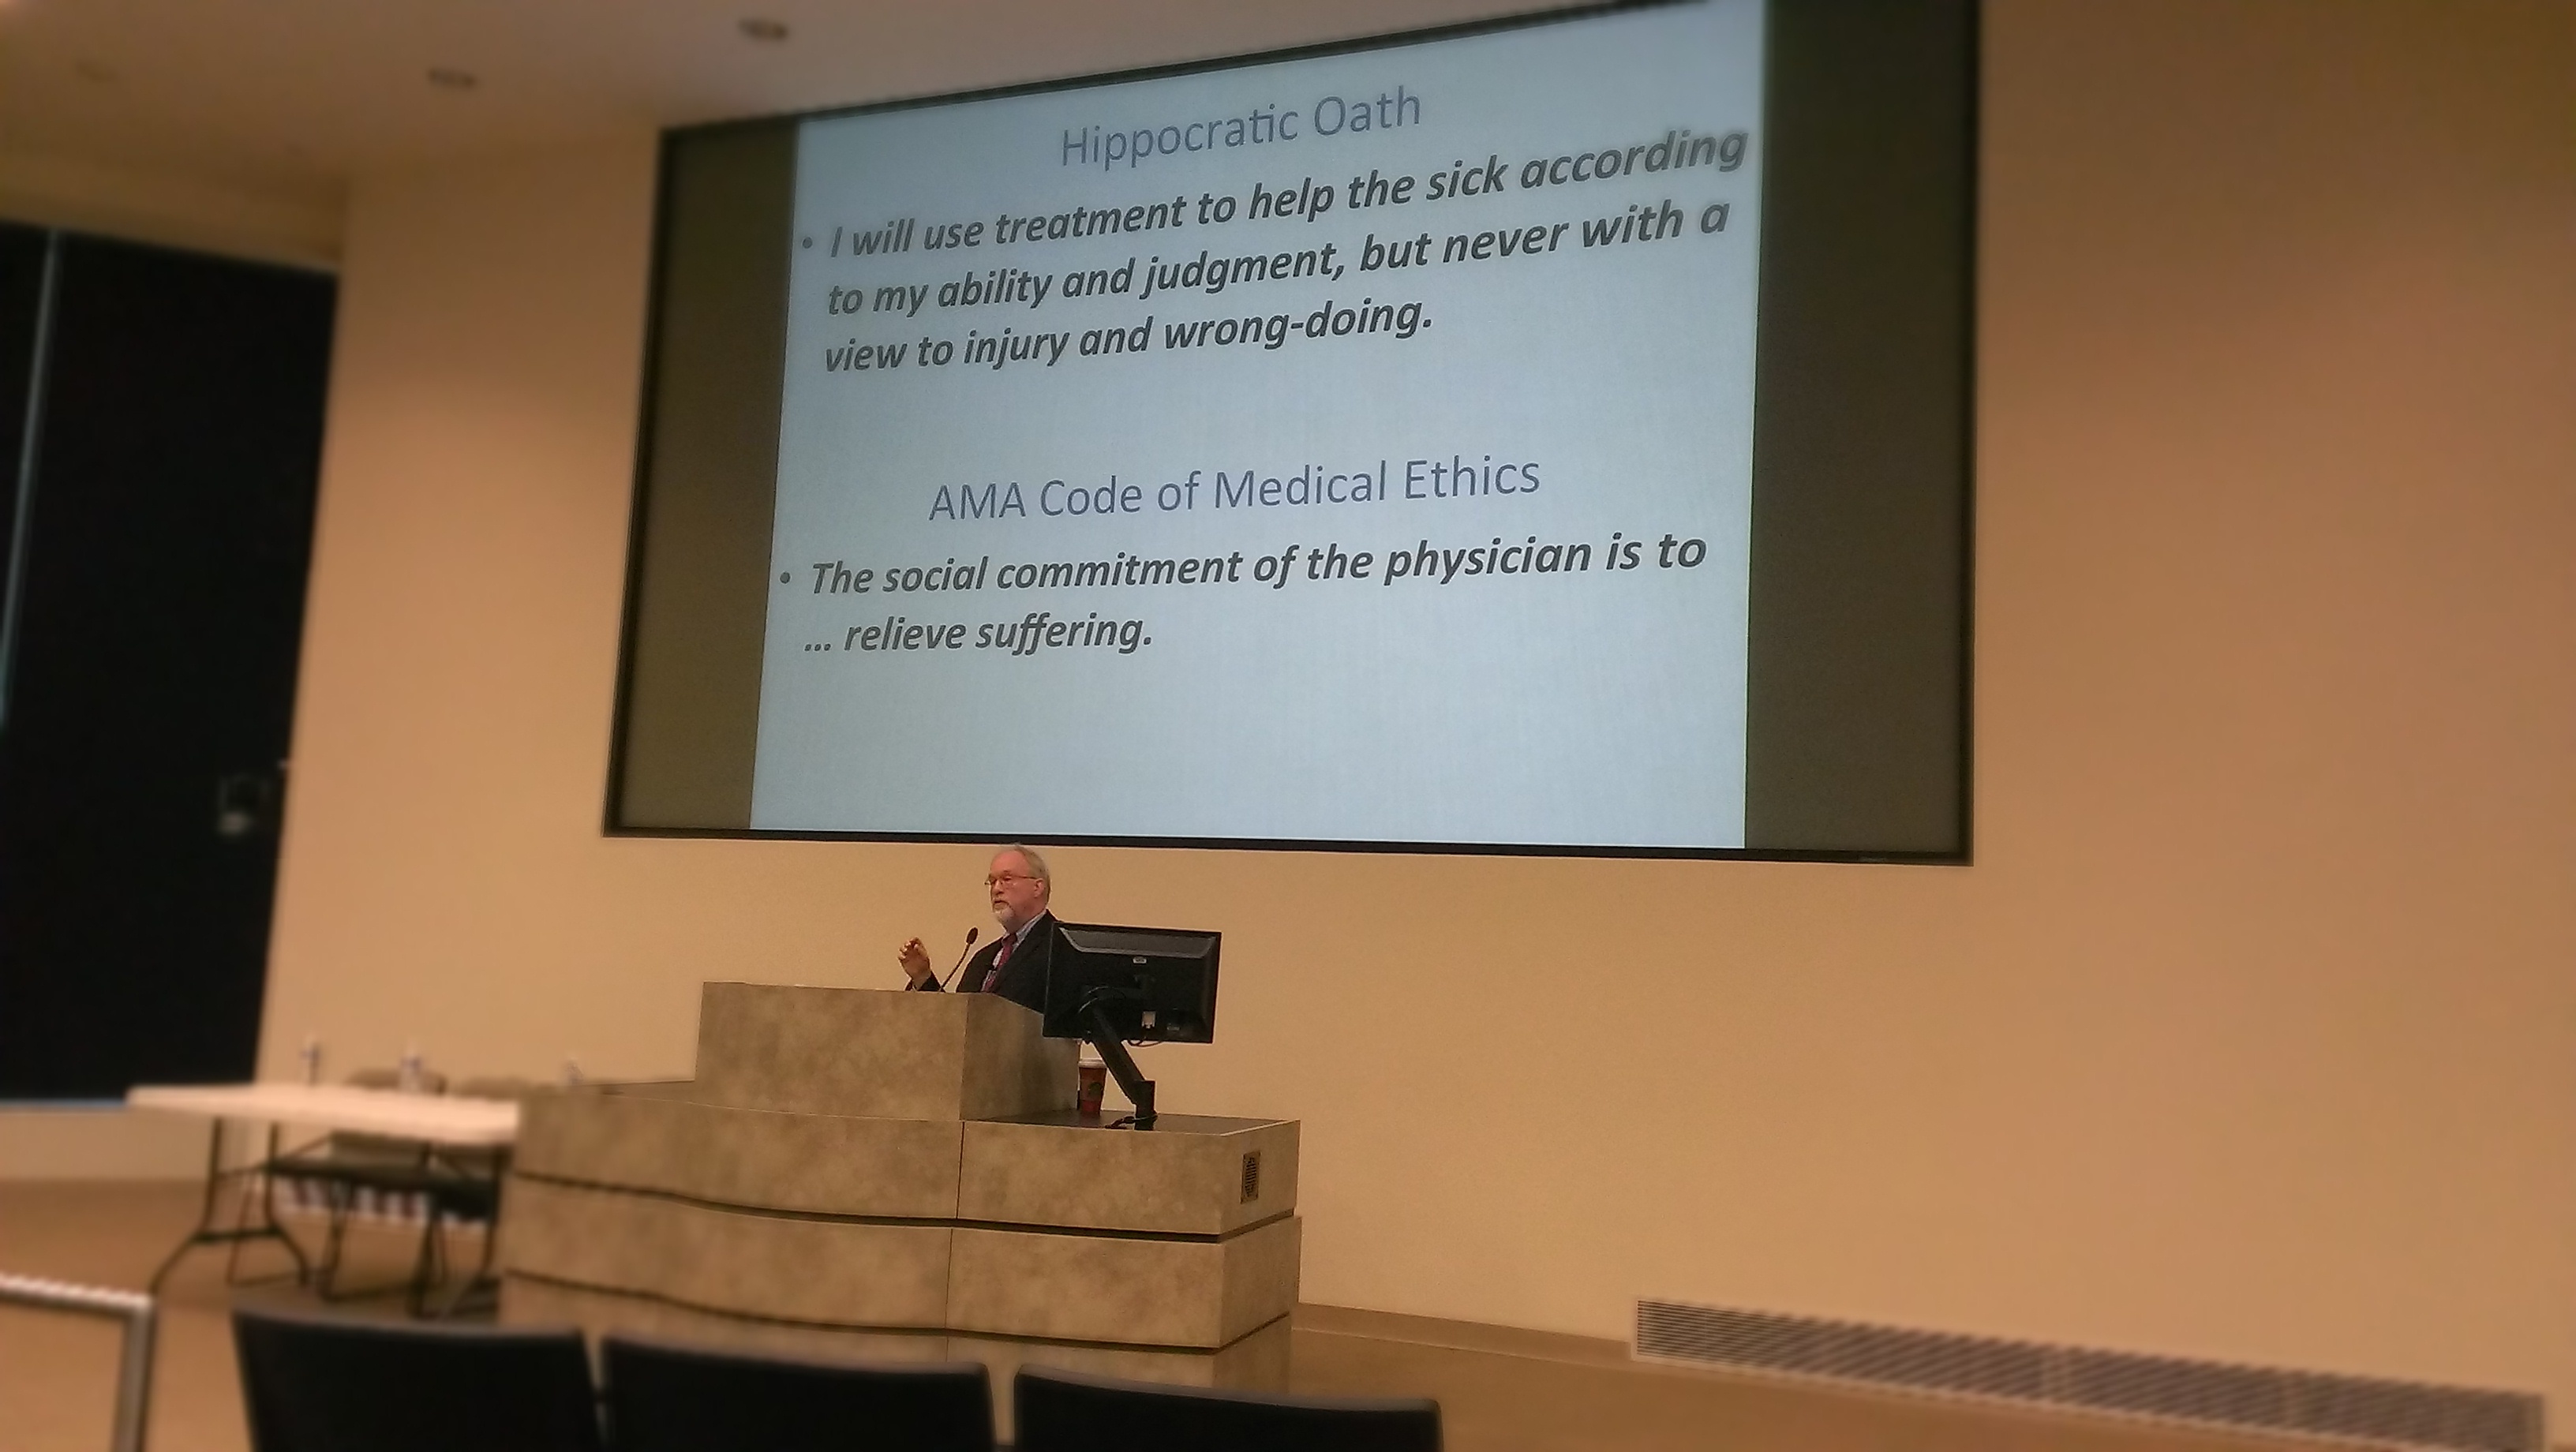 Hippocratic Oath
• I will use treatment to help the sick according
to my ability and judgment, but never with a
view to injury and wrong-doing.
AMA Code of Medical Ethics
• The social commitment of the physician is to
... relieve suffering.